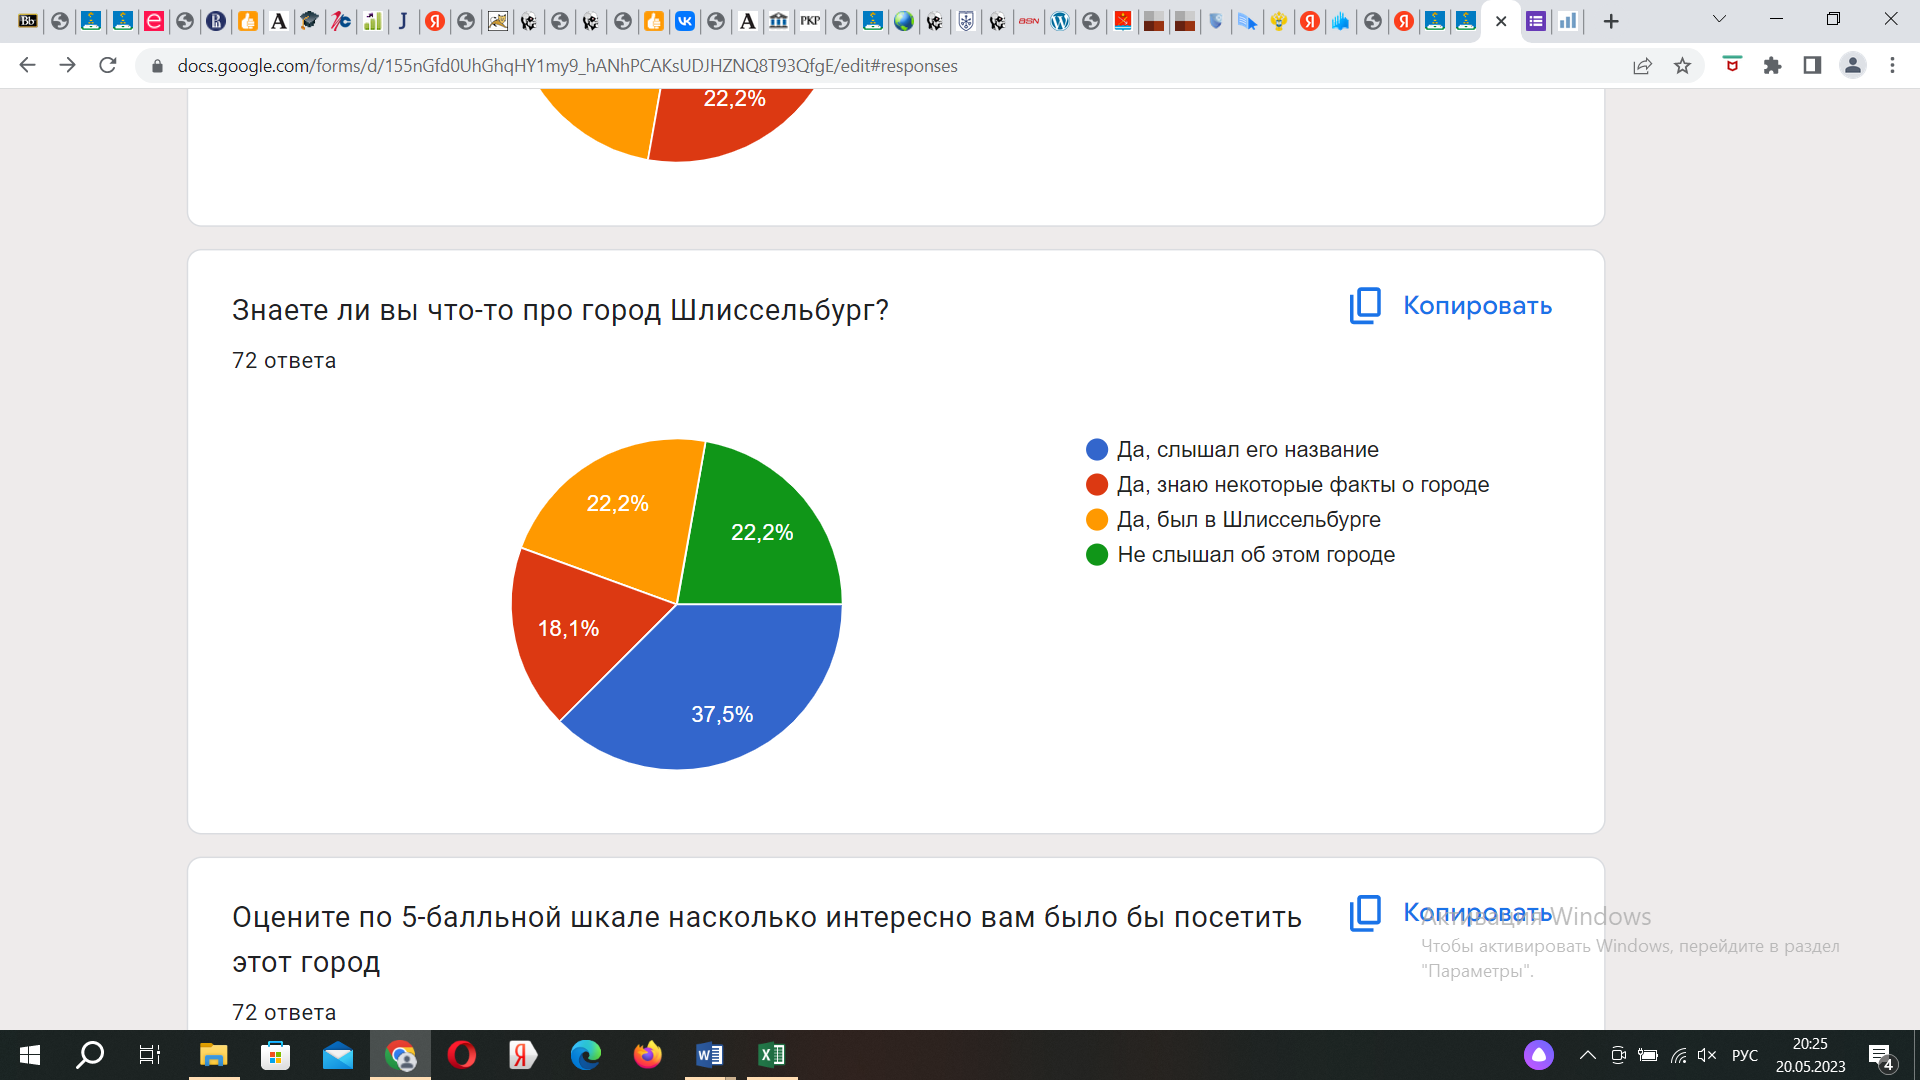 docs.google.com/forms/d/155nGfd0UhGhqHY1my9_hANhPCAKsUDJHZNQ8T93QfgE/edit#responses
22,2%
Знаете ли вы что-то про город Шлиссельбург?
Копировать
72 ответа
22,2%
22,2%
18,1%
37,5%
Да, слышал его название
Да, знаю некоторые факты о городе
Да, был в Шлиссельбурге
Не слышал об этом городе
Оцените по 5-балльной шкале насколько интересно вам было бы посетить
этот город
Копировать
72 ответа
Активация Windows
Чтобы активировать Windows, перейдите в раздел
"Параметры".
РУС
20:25
20.05.2023
4